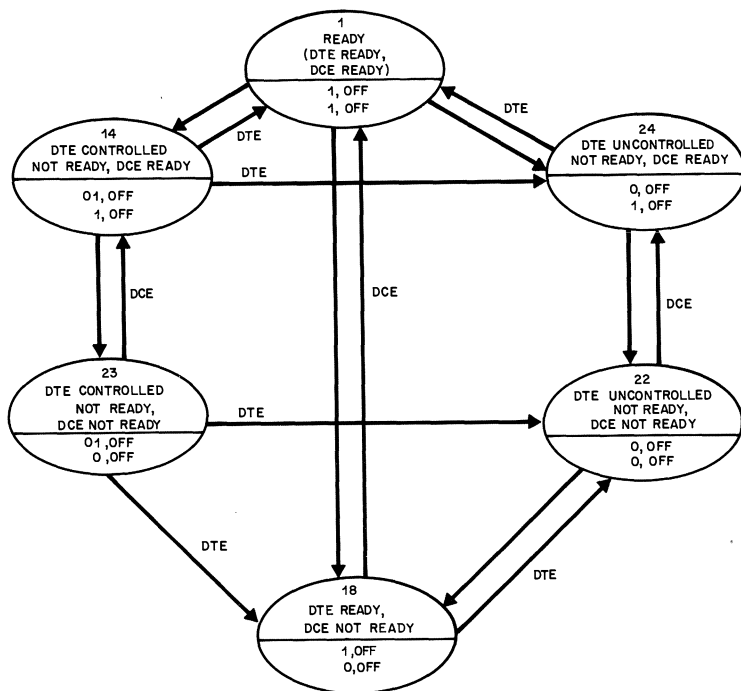 1
READY
(DTE READY,
DCE READY)
1, OFF
1, OFF
14
DTE CONTROLLED
NOT READY, DCE READY
01, OFF
1, OFF
DTE
DTE
24
DTE UNCONTROLLED
NOT READY, DCE READY
0, OFF
1, OFF
DTE
DCE
DCE
DCE
23
DTE CONTROLLED
NOT READY,
DCE NOT READY
01,OFF
0,OFF
DTE
22
DTE UNCONTROLLED
NOT READY,
DCE NOT READY
0, OFF
0, OFF
DTE
DTE
18
DTE READY,
DCE NOT READY
1,OFF
0,OFF